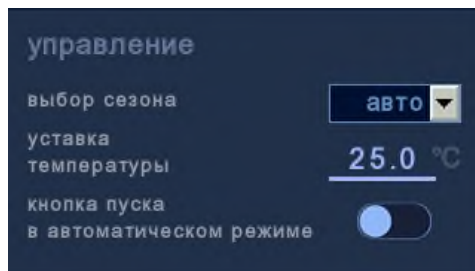 управление
выбор сезона
авто
уставка
температуры
25.0 °C
кнопка пуска
в автоматическом режиме